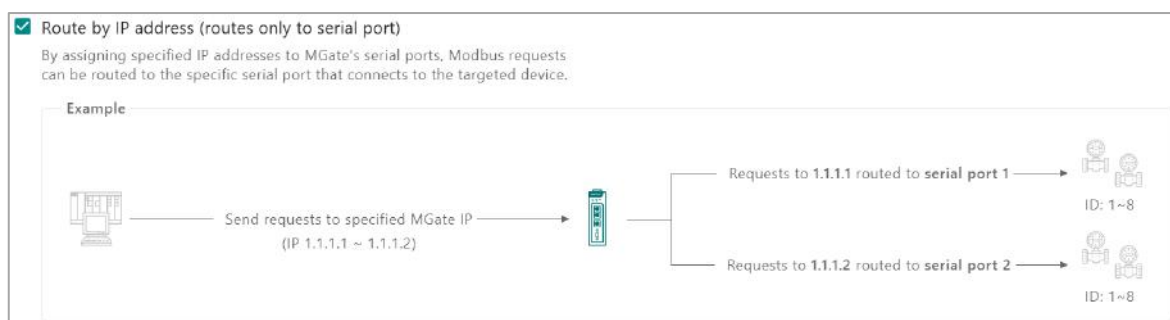 Route by IP address (routes only to serial port)
By assigning specified IP addresses to MGate's serial ports, Modbus requests
can be routed to the specific serial port that connects to the targeted device.
Example
Requests to 1.1.1.1 routed to serial port 1
ID: 1~8
Send requests to specified MGate IP
(IP 1.1.1.1 ~ 1.1.1.2)
Requests to 1.1.1.2 routed to serial port 2
ID: 1~8